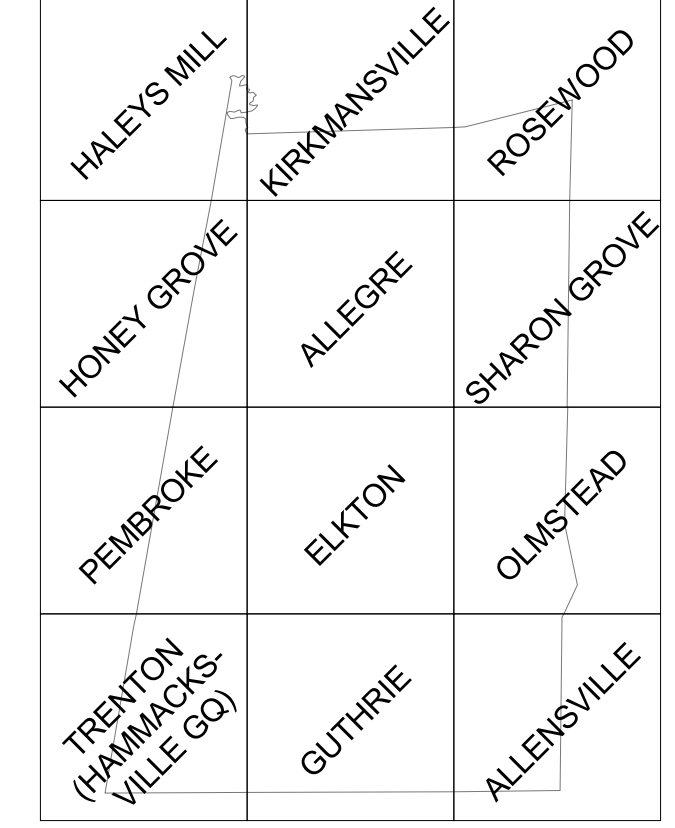 HALEYS MILL
KIRKMANSVILLE
ROSEWOOD
HONEY GROVE
ALLEGRE
SHARON GROVE
PEMBROKE
ELKTON
OLMSTEAD
TRENTON
(HAMMACKS-
VILLE GQ)
GUTHRIE
ALLENSVILLE